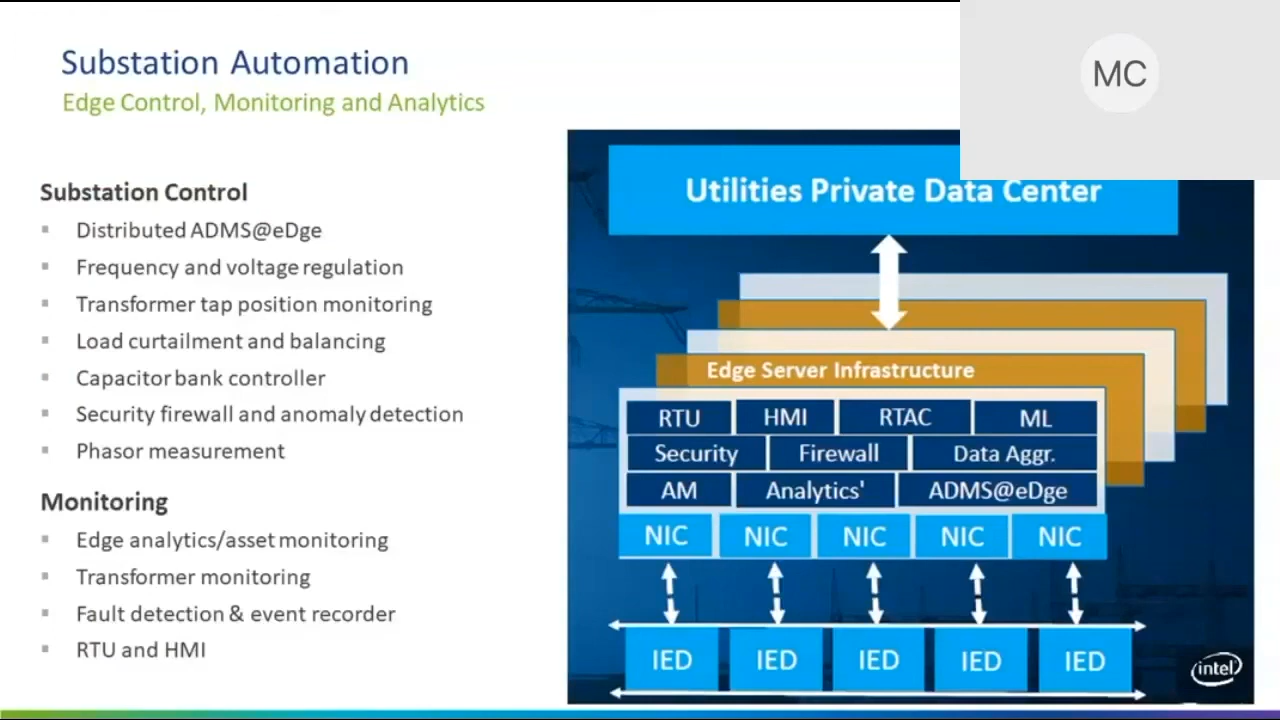 Substation Automation
Edge Control, Monitoring and Analytics
MC
Substation Control
Distributed ADMS@eDge
Frequency and voltage regulation
Transformer tap position monitoring
Load curtailment and balancing
Capacitor bank controller
Security firewall and anomaly detection
Phasor measurement
Monitoring
Edge analytics/asset monitoring
Transformer monitoring
Fault detection & event recorder
RTU and HMI
Utilities Private Data Center
Edge Server Infrastructure
RTU HMI RTAC ML
Security Firewall Data Aggr.
AM Analytics' ADMS@eDge
NIC NIC NIC NIC NIC
IED IED IED IED IED
intel